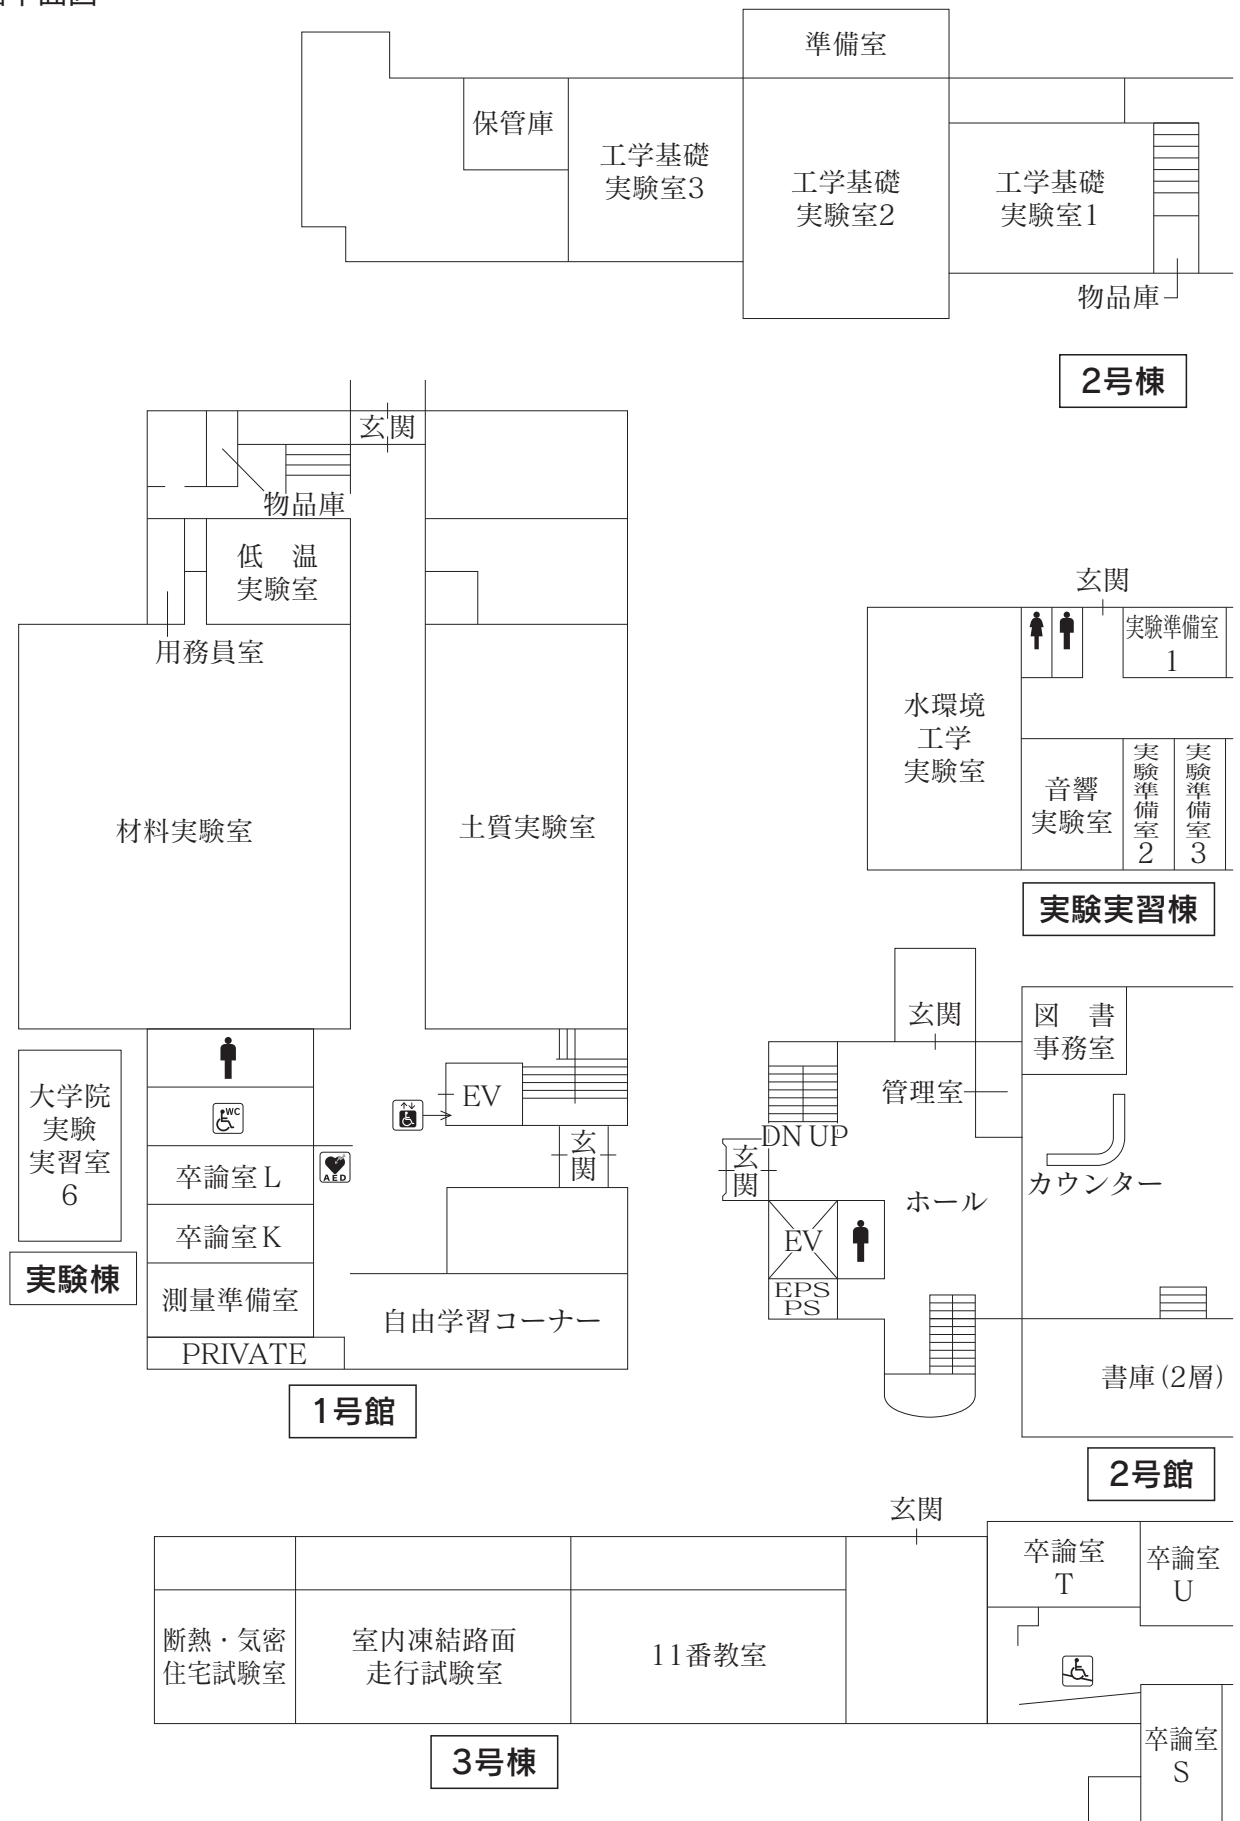 平面図
準備室
保管庫
工学基礎
実験室3
工学基礎
実験室2
工学基礎
実験室1
物品庫
2号棟
玄関
物品庫
低 温
実験室
用務員室
材料実験室
土質実験室
玄関
実験準備室
1
水環境
工学
実験室
音響
実験室
実験準備室2
実験準備室3
実験実習棟
大学院
実験
実習室
6
実験棟
WC
卒論室L
AED
卒論室K
測量準備室
PRIVATE
EV
玄関
自由学習コーナー
1号館
玄関
図 書
事務室
管理室
DN UP
玄関
ホール
カウンター
EV
EPS
PS
書庫(2層)
2号館
玄関
断熱・気密
住宅試験室
室内凍結路面
走行試験室
11番教室
卒論室
T
卒論室
U
卒論室
S
3号棟